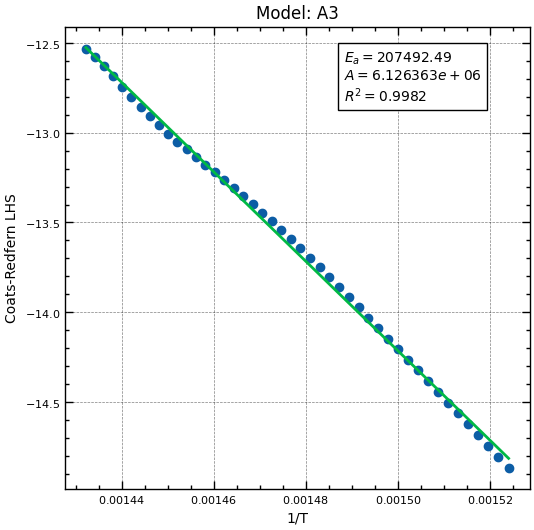 Model: A3
E_a = 207492.49
A = 6.126363e + 06
R^2 = 0.9982
Coats-Redfern LHS
−12.5
−13.0
−13.5
−14.0
−14.5
0.00144 0.00146 0.00148 0.00150 0.00152
1/T